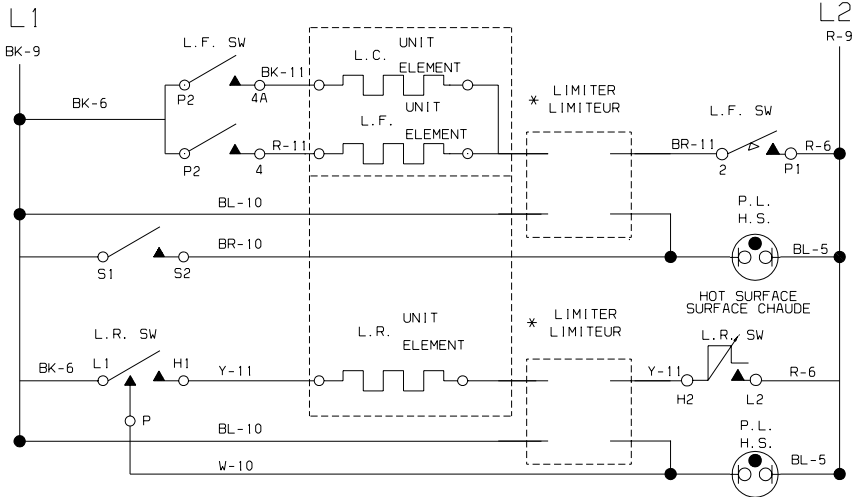 L1
L2
BK-9
R-9
L.F. SW
UNIT
L.C.
ELEMENT
BK-11
P2
4A
BK-6
UNIT
L.F.
ELEMENT
R-11
P2
4
* LIMITER
LIMITEUR
L.F. SW
BR-11
R-6
2
P1
BL-10
P.L.
H.S.
BR-10
BL-5
S1
S2
HOT SURFACE
SURFACE CHAUDE
L.R. SW
UNIT
L.R.
ELEMENT
* LIMITER
LIMITEUR
L.R. SW
BK-6
L1
H1
Y-11
Y-11
R-6
H2
L2
P
BL-10
P.L.
H.S.
W-10
BL-5